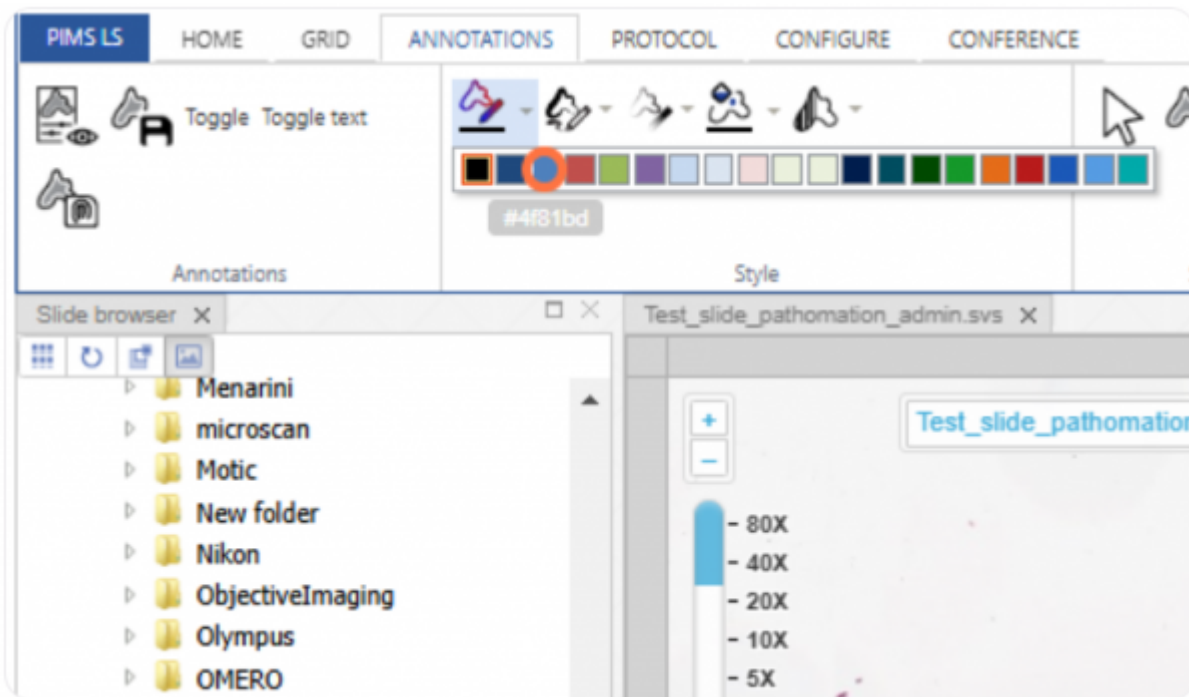 PIMS LS HOME GRID ANNOTATIONS PROTOCOL CONFIGURE CONFERENCE
Toggle Toggle text
#4f81bd
Annotations Style
Slide browser Test_slide_pathomation_admin.svs
Menarini
microscan
Motic
New folder
Nikon
ObjectiveImaging
Olympus
OMERO
Test_slide_pathomation
80X
40X
20X
10X
5X